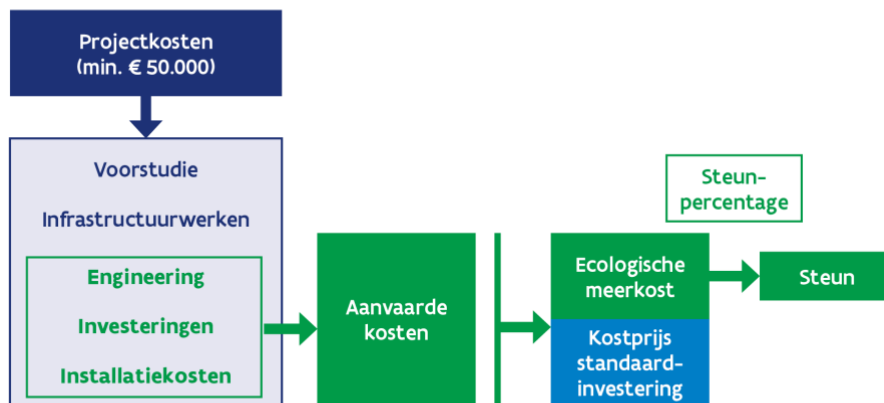 Projectkosten
(min. € 50.000)
Voorstudie
Infrastructuurwerken
Engineering
Investeringen
Installatiekosten
Aanvaarde
kosten
Ecologische
meerkost
Kostprijs
standaard-
investering
Steun-
percentage
Steun